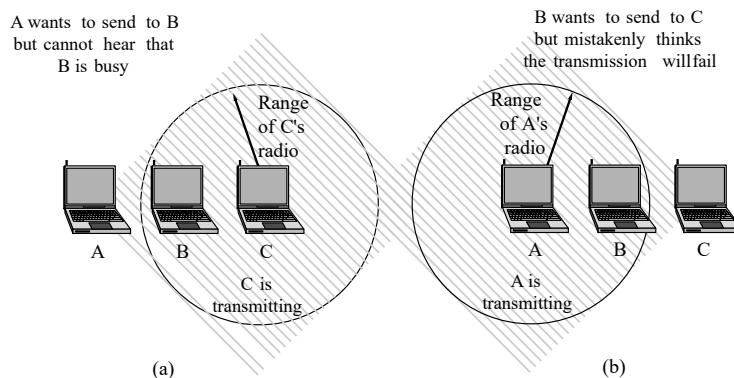 A wants to send to B
but cannot hear that
B is busy
Range
of C's
radio
A
B
C
C is
transmitting
(a)
B wants to send to C
but mistakenly thinks
the transmission willfail
Range
of A's
radio
A
B
C
A is
transmitting
(b)